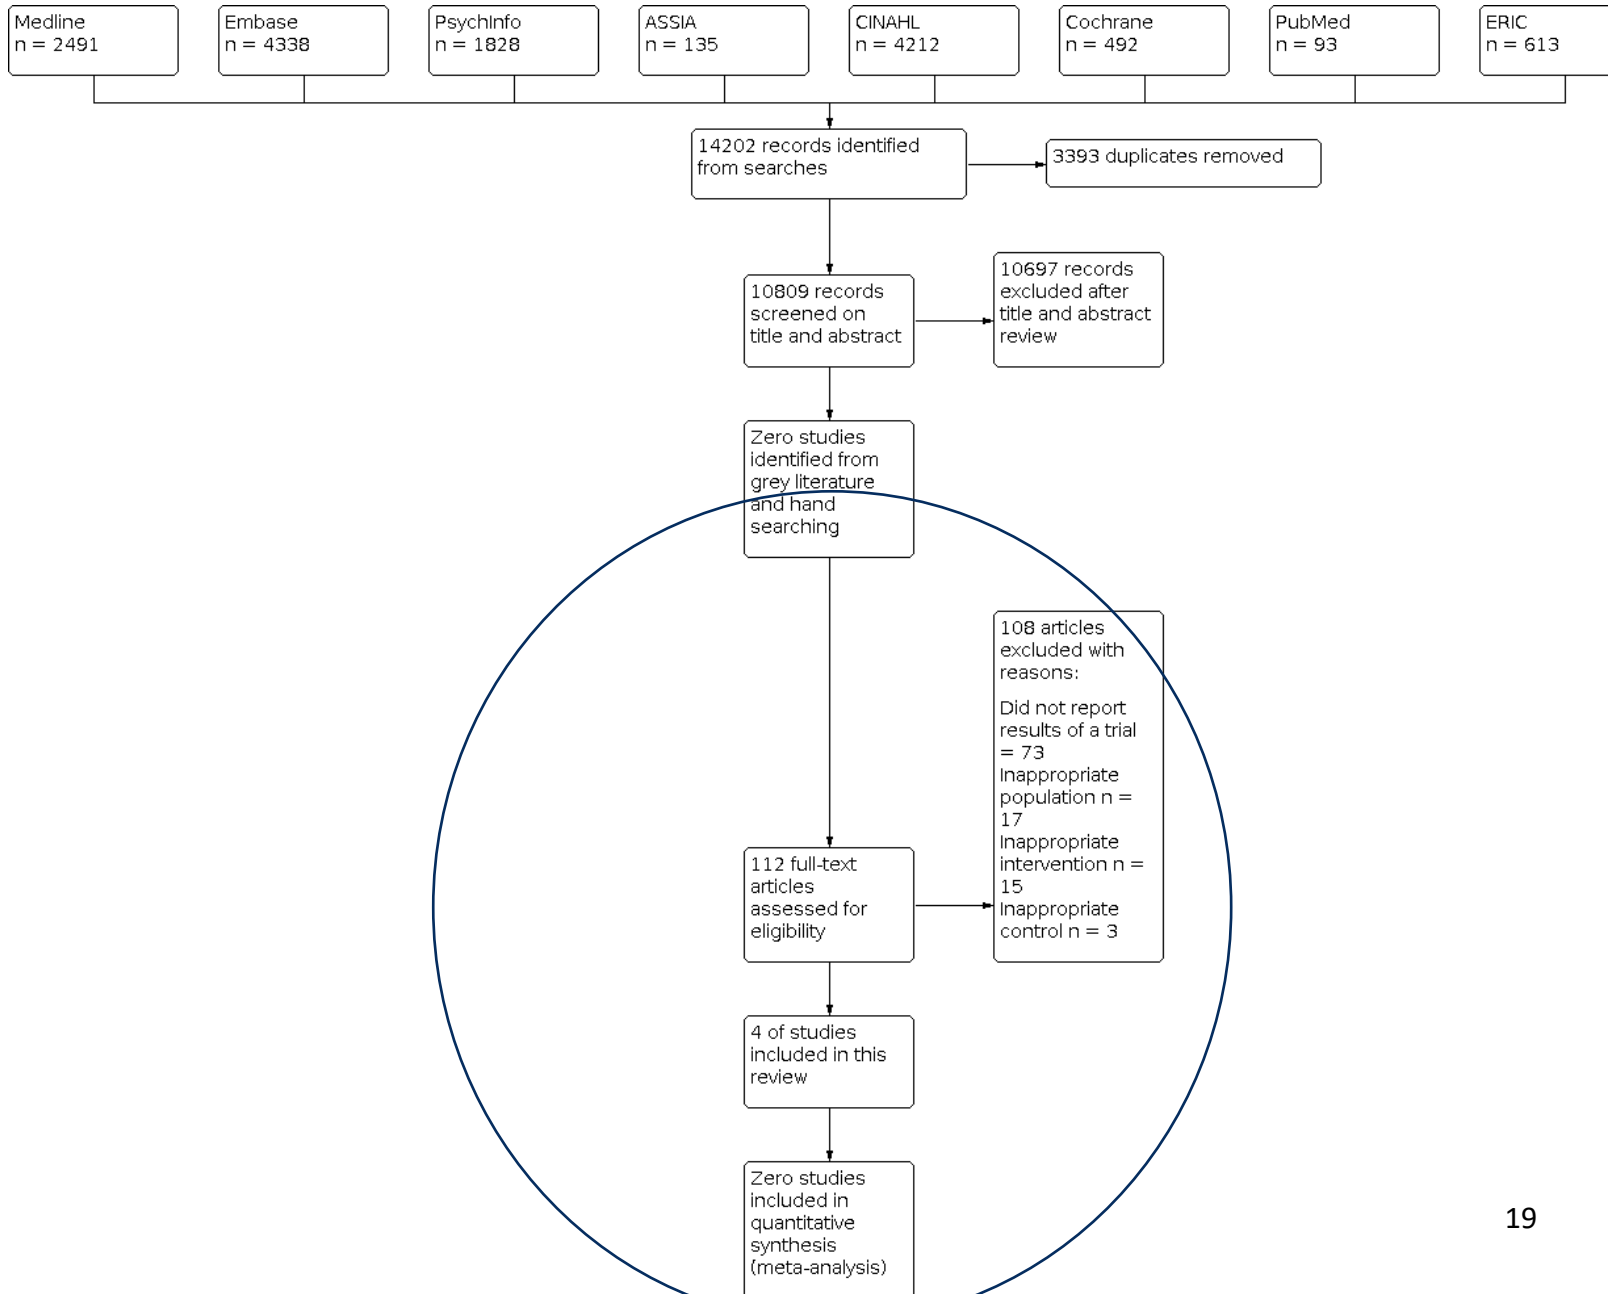 Medline
n = 2491
Embase
n = 4338
PsychInfo
n = 1828
ASSIA
n = 135
CINAHL
n = 4212
Cochrane
n = 492
PubMed
n = 93
ERIC
n = 613
14202 records identified
from searches
3393 duplicates removed
10809 records
screened on
title and abstract
10697 records
excluded after
title and abstract
review
Zero studies
identified from
grey literature
and hand
searching
108 articles
excluded with
reasons:
Did not report
results of a trial
= 73
Inappropriate
population n =
17
Inappropriate
intervention n =
15
Inappropriate
control n = 3
112 full-text
articles
assessed for
eligibility
4 of studies
included in this
review
Zero studies
included in
quantitative
synthesis
(meta-analysis)
19